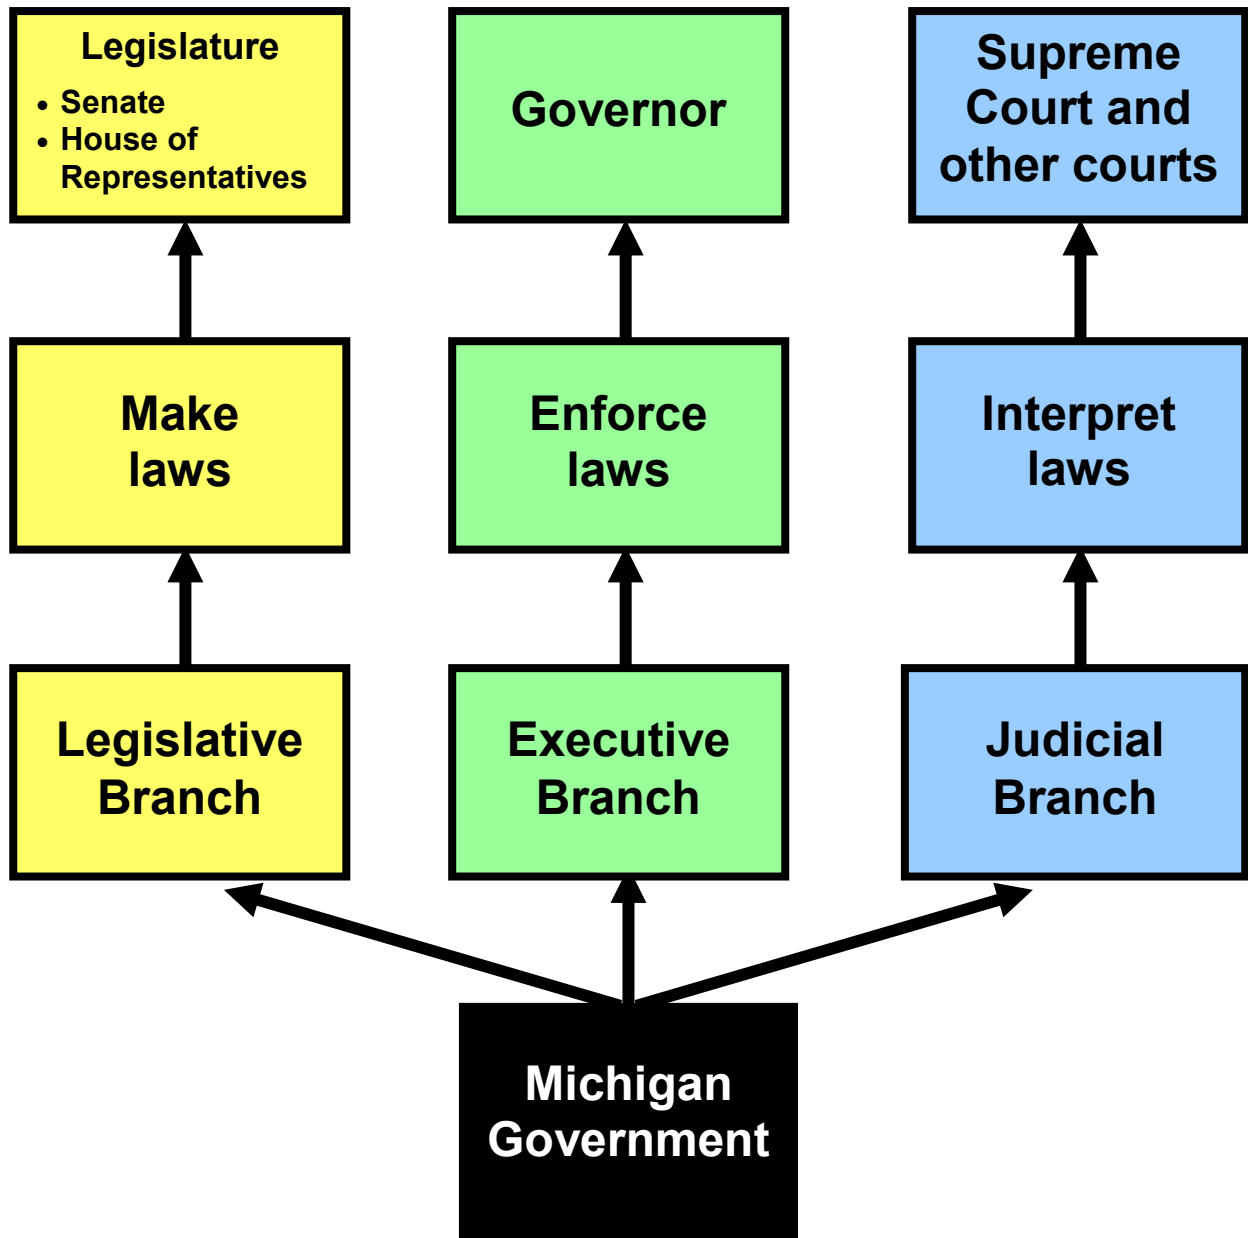 Legislature
• Senate
• House of
Representatives
Governor
Supreme
Court and
other courts
Make
laws
Enforce
laws
Interpret
laws
Legislative
Branch
Executive
Branch
Judicial
Branch
Michigan
Government